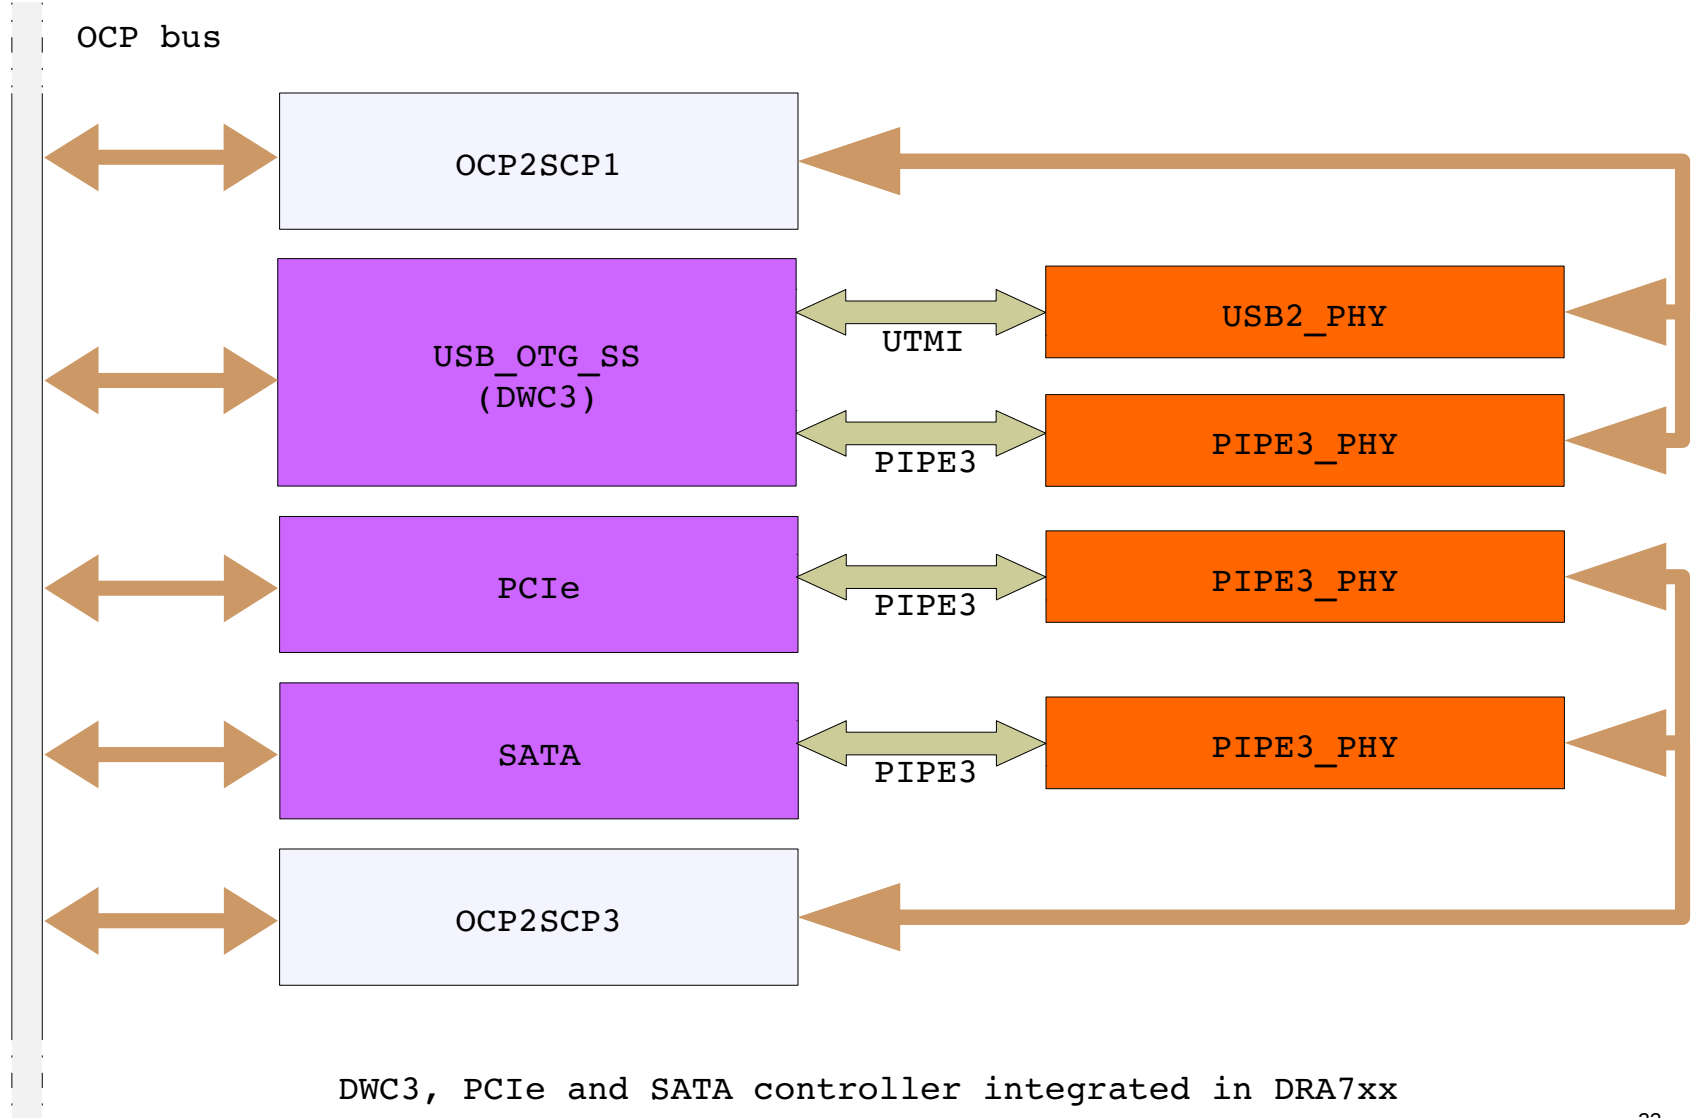 OCP bus
OCP2SCP1
USB_OTG_SS
(DWC3)
UTMI
USB2_PHY
PIPE3
PIPE3_PHY
PCIe
PIPE3
PIPE3_PHY
SATA
PIPE3
PIPE3_PHY
OCP2SCP3
DWC3, PCIe and SATA controller integrated in DRA7xx